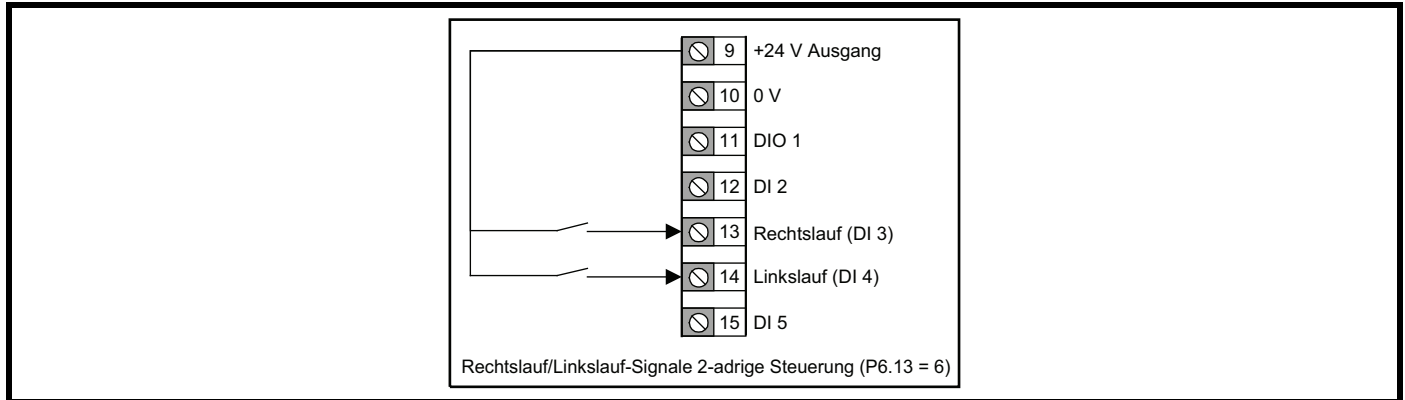 9 +24 V Ausgang
10 0 V
11 DIO 1
12 DI 2
13 Rechtslauf (DI 3)
14 Linkslauf (DI 4)
15 DI 5
Rechtslauf/Linkslauf-Signale 2-adrige Steuerung (P6.13 = 6)